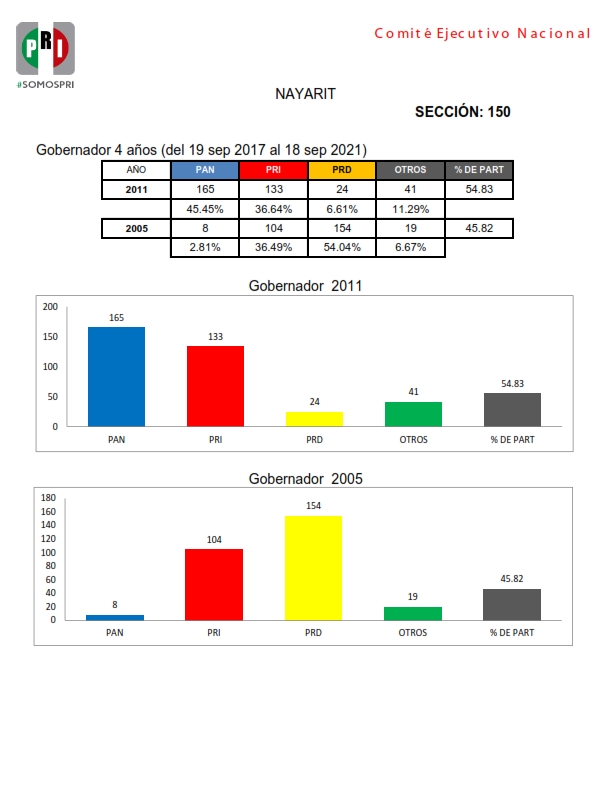 Comité Ejecutivo Nacional
PRI
#SOMOSPRI
NAYARIT
SECCIÓN: 150
Gobernador 4 años (del 19 sep 2017 al 18 sep 2021)
AÑO PAN PRI PRD OTROS % DE PART
2011 165 133 24 41 54.83
45.45% 36.64% 6.61% 11.29%
2005 8 104 154 19 45.82
2.81% 36.49% 54.04% 6.67%
Gobernador 2011
200
150
100
50
0
165
133
24
41
54.83
PAN PRI PRD OTROS % DE PART
Gobernador 2005
180
160
140
120
100
80
60
40
20
0
8
104
154
19
45.82
PAN PRI PRD OTROS % DE PART